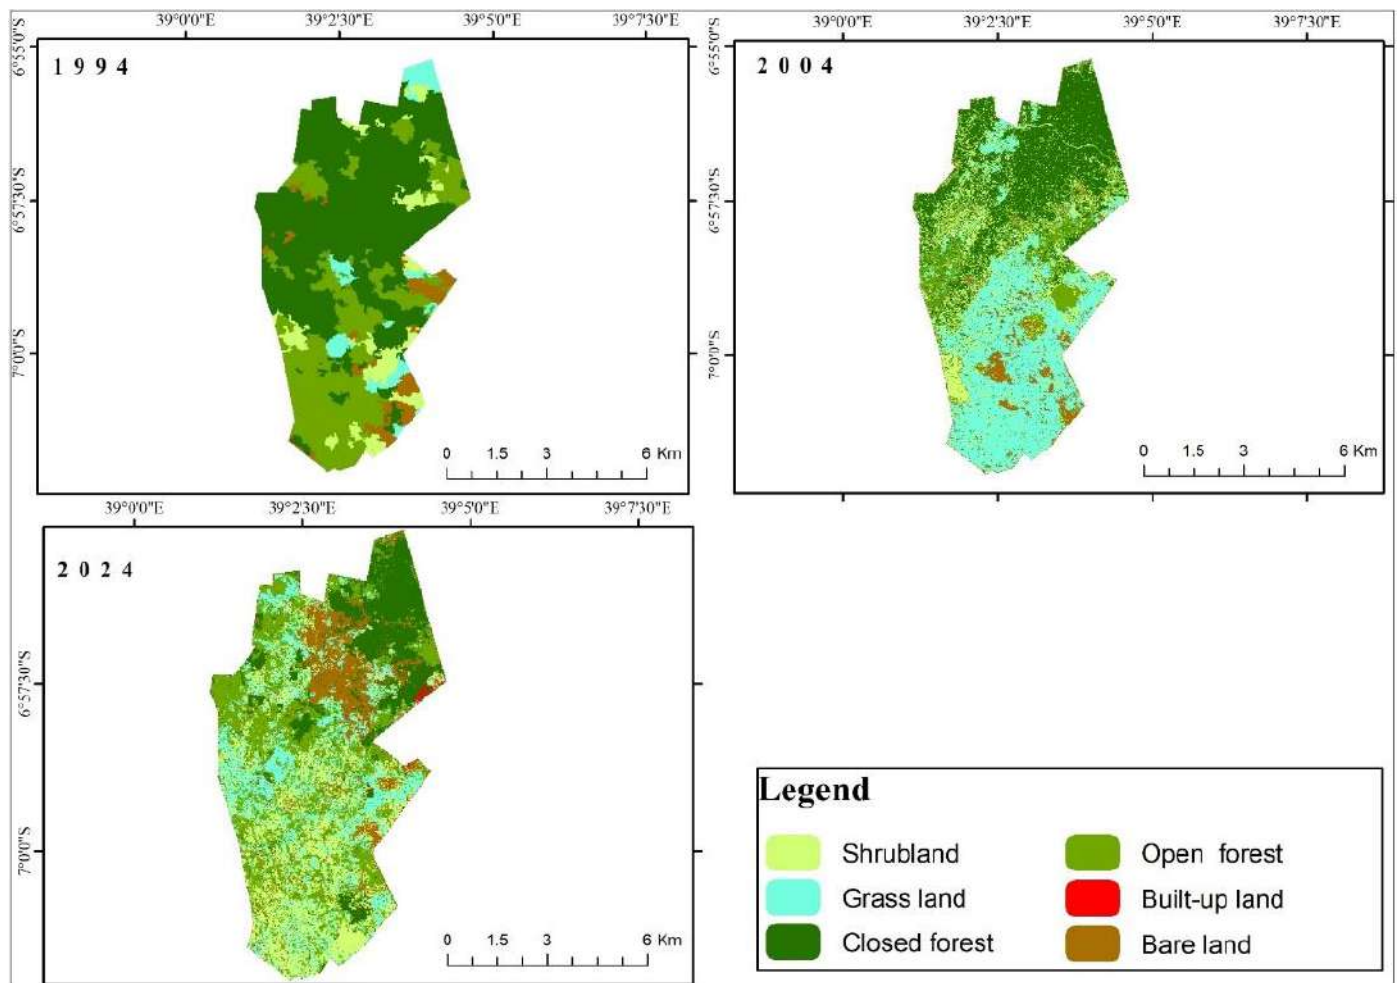 39°0'0"E 39°2'30"E 39°5'0"E 39°7'30"E
39°0'0"E 39°2'30"E 39°5'0"E 39°7'30"E
6°55'0"S
6°57'30"S
7°0'0"S
1 9 9 4
0 1.5 3 6 Km
6°55'0"S
6°57'30"S
7°0'0"S
2 0 0 4
0 1.5 3 6 Km
39°0'0"E 39°2'30"E 39°5'0"E 39°7'30"E
6°57'30"S
7°0'0"S
2 0 2 4
0 1.5 3 6 Km
Legend
Shrubland
Grass land
Closed forest
Open forest
Built-up land
Bare land